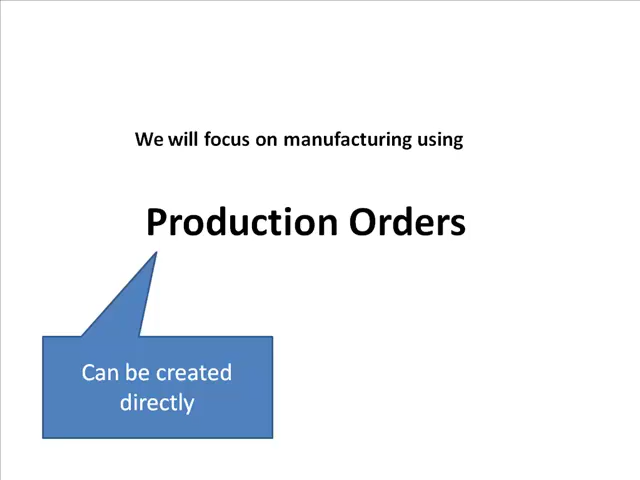 We will focus on manufacturing using
Production Orders
Can be created
directly